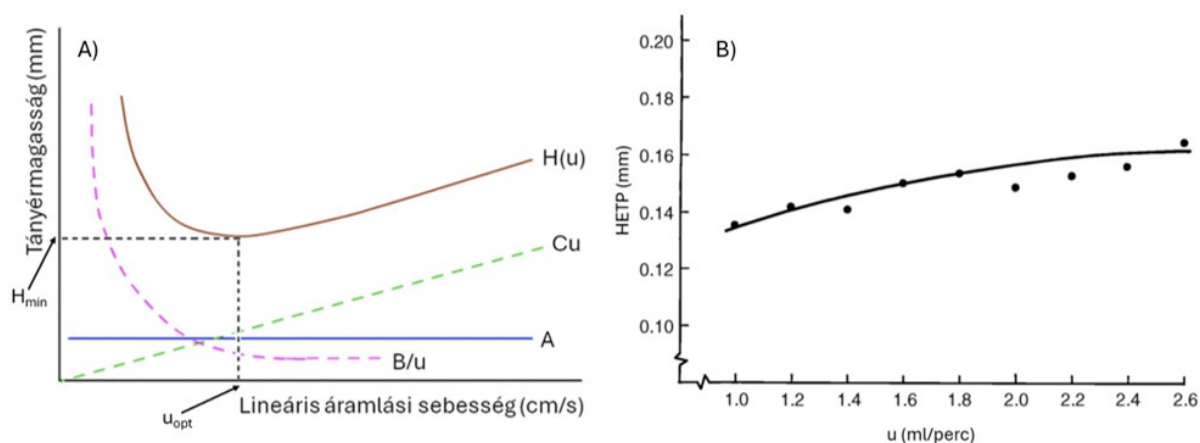 A)
Tányérmagasság (mm)
H(u)
Cu
H_min
A
B/u
u_opt
Lineáris áramlási sebesség (cm/s)
B)
HETP (mm)
0.20
0.18
0.16
0.14
0.12
0.10
1.0 1.2 1.4 1.6 1.8 2.0 2.2 2.4 2.6
u (ml/perc)